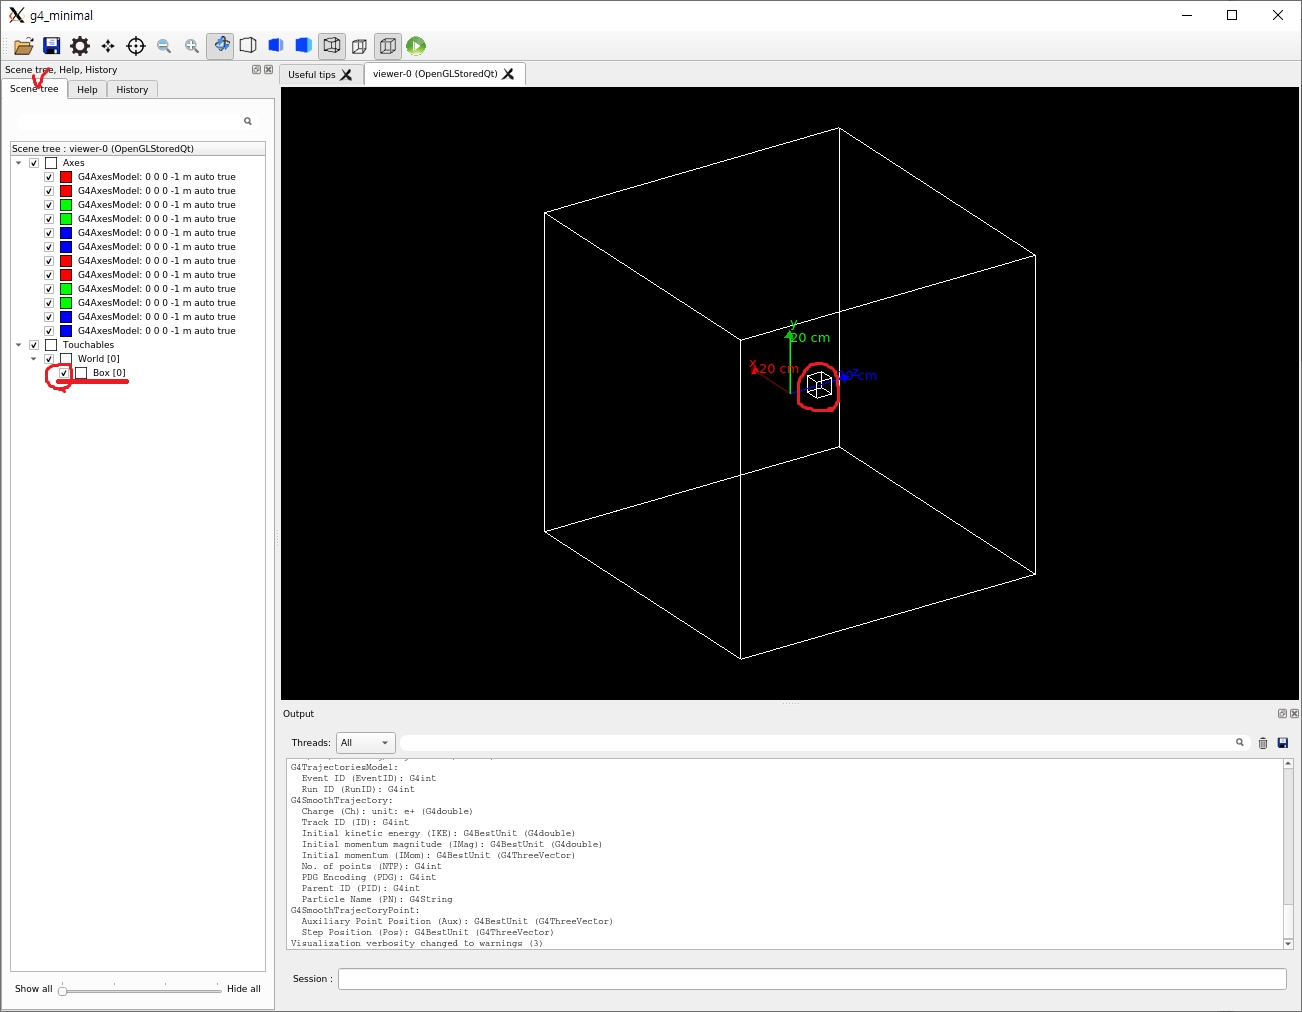 g4_minimal
Scene tree, Help, History
Scene tree Help History
Useful tips
viewer-0 (OpenGLStoredQt)
Scene tree : viewer-0 (OpenGLStoredQt)
Axes
G4AxesModel: 0 0 0 -1 m auto true
G4AxesModel: 0 0 0 -1 m auto true
G4AxesModel: 0 0 0 -1 m auto true
G4AxesModel: 0 0 0 -1 m auto true
G4AxesModel: 0 0 0 -1 m auto true
G4AxesModel: 0 0 0 -1 m auto true
G4AxesModel: 0 0 0 -1 m auto true
G4AxesModel: 0 0 0 -1 m auto true
G4AxesModel: 0 0 0 -1 m auto true
G4AxesModel: 0 0 0 -1 m auto true
G4AxesModel: 0 0 0 -1 m auto true
G4AxesModel: 0 0 0 -1 m auto true
Touchables
World [0]
Box [0]
Show all
Hide all
y
20 cm
x
20 cm
z
cm
Output
Threads: All
G4TrajectoriesModel:
Event ID (EventID): G4int
Run ID (RunID): G4int
G4SmoothTrajectory:
Charge (Ch): unit: e+ (G4double)
Track ID (ID): G4int
Initial kinetic energy (IKE): G4BestUnit (G4double)
Initial momentum magnitude (IMag): G4BestUnit (G4double)
Initial momentum (IMom): G4BestUnit (G4ThreeVector)
No. of points (NTP): G4int
PDG Encoding (PDG): G4int
Parent ID (PID): G4int
Particle Name (PN): G4String
G4SmoothTrajectoryPoint:
Auxiliary Point Position (Aux): G4BestUnit (G4ThreeVector)
Step Position (Pos): G4BestUnit (G4ThreeVector)
Visualization verbosity changed to warnings (3)
Session :